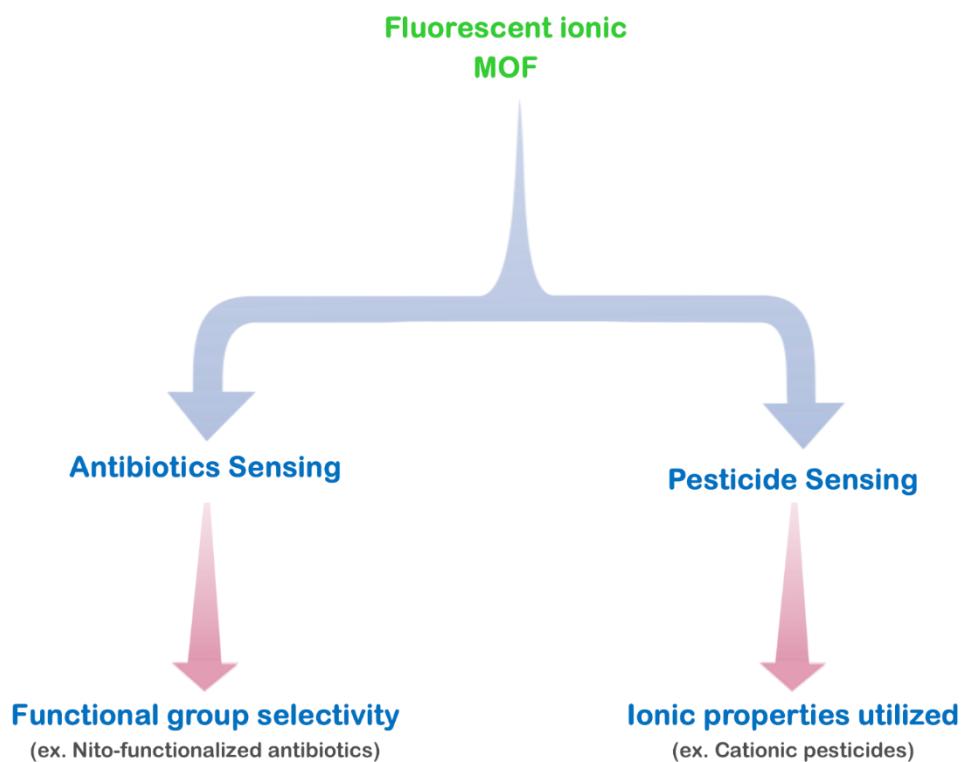 Fluorescent ionic
MOF
Antibiotics Sensing
Pesticide Sensing
Functional group selectivity
(ex. Nito-functionalized antibiotics)
Ionic properties utilized
(ex. Cationic pesticides)